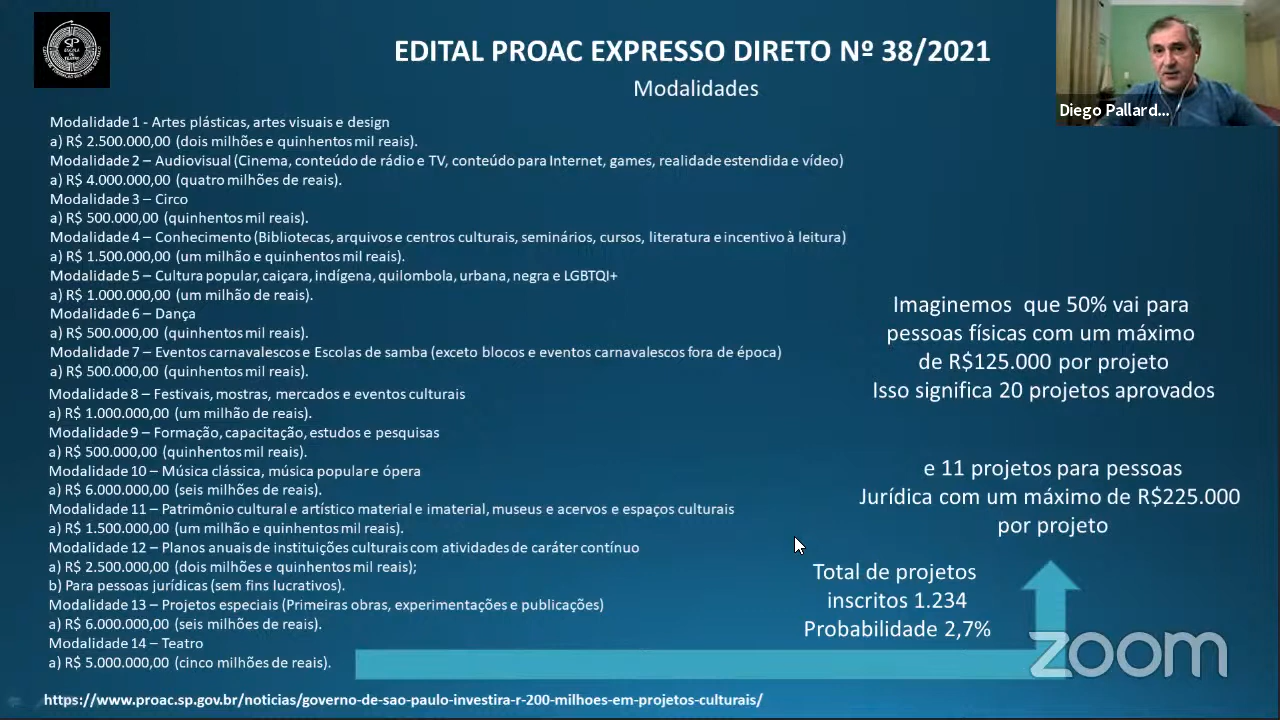 SP
EDITAL PROAC EXPRESSO DIRETO Nº 38/2021
Modalidades
Diego Pallard...
Modalidade 1 - Artes plásticas, artes visuais e design
a) R$ 2.500.000,00 (dois milhões e quinhentos mil reais).
Modalidade 2 – Audiovisual (Cinema, conteúdo de rádio e TV, conteúdo para Internet, games, realidade estendida e vídeo)
a) R$ 4.000.000,00 (quatro milhões de reais).
Modalidade 3 – Circo
a) R$ 500.000,00 (quinhentos mil reais).
Modalidade 4 – Conhecimento (Bibliotecas, arquivos e centros culturais, seminários, cursos, literatura e incentivo à leitura)
a) R$ 1.500.000,00 (um milhão e quinhentos mil reais).
Modalidade 5 – Cultura popular, caiçara, indígena, quilombola, urbana, negra e LGBTQI+
a) R$ 1.000.000,00 (um milhão de reais).
Modalidade 6 – Dança
a) R$ 500.000,00 (quinhentos mil reais).
Modalidade 7 – Eventos carnavalescos e Escolas de samba (exceto blocos e eventos carnavalescos fora de época)
a) R$ 500.000,00 (quinhentos mil reais).
Modalidade 8 – Festivais, mostras, mercados e eventos culturais
a) R$ 1.000.000,00 (um milhão de reais).
Modalidade 9 – Formação, capacitação, estudos e pesquisas
a) R$ 500.000,00 (quinhentos mil reais).
Modalidade 10 – Música clássica, música popular e ópera
a) R$ 6.000.000,00 (seis milhões de reais).
Modalidade 11 – Patrimônio cultural e artístico material e imaterial, museus e acervos e espaços culturais
a) R$ 1.500.000,00 (um milhão e quinhentos mil reais).
Modalidade 12 – Planos anuais de instituições culturais com atividades de caráter contínuo
a) R$ 2.500.000,00 (dois milhões e quinhentos mil reais);
b) Para pessoas jurídicas (sem fins lucrativos).
Modalidade 13 – Projetos especiais (Primeiras obras, experimentações e publicações)
a) R$ 6.000.000,00 (seis milhões de reais).
Modalidade 14 – Teatro
a) R$ 5.000.000,00 (cinco milhões de reais).
Imaginemos que 50% vai para
pessoas físicas com um máximo
de R$125.000 por projeto
Isso significa 20 projetos aprovados
e 11 projetos para pessoas
Jurídica com um máximo de R$225.000
por projeto
Total de projetos
inscritos 1.234
Probabilidade 2,7%
zoom
https://www.proac.sp.gov.br/noticias/governo-de-sao-paulo-investira-r-200-milhoes-em-projetos-culturais/